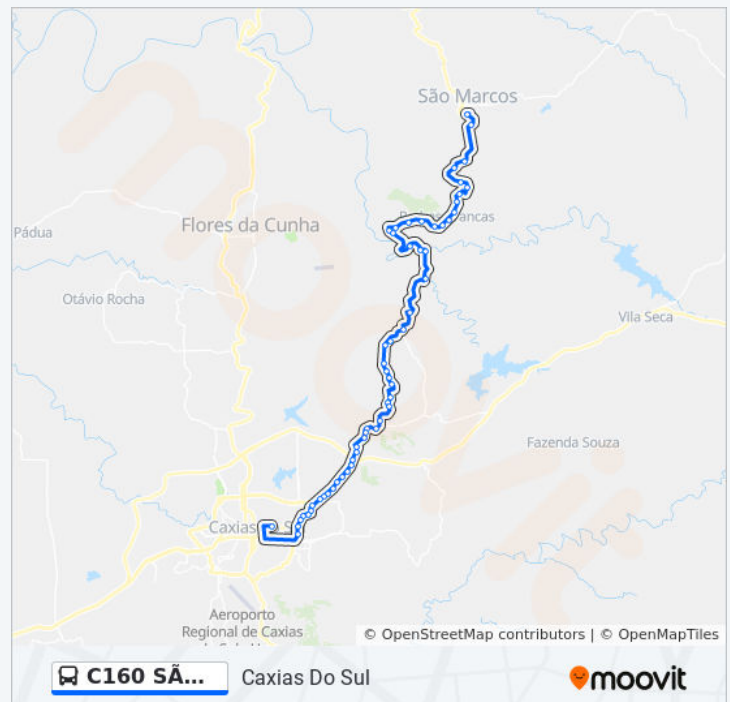 São Marcos
Flores da Cunha
Pádua
Otávio Rocha
Vila Seca
Fazenda Souza
Caxias
Aeroporto
Regional de Caxias
© OpenStreetMap contributors | © OpenMapTiles
C160 SÃ... Caxias Do Sul
moovit